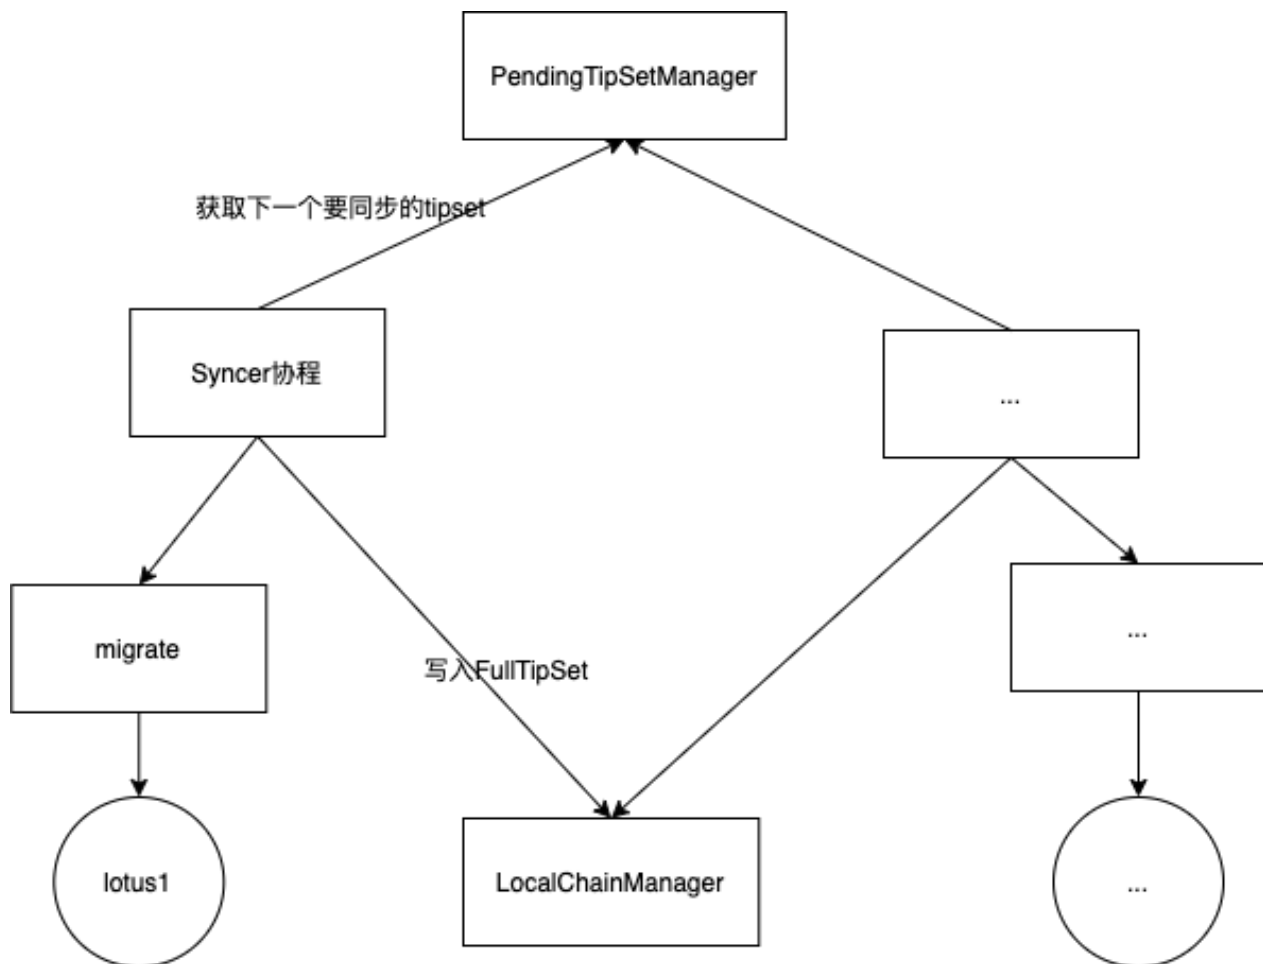 PendingTipSetManager
获取下一个要同步的tipset
Syncer协程
...
migrate
写入FullTipSet
...
lotus1
LocalChainManager
...